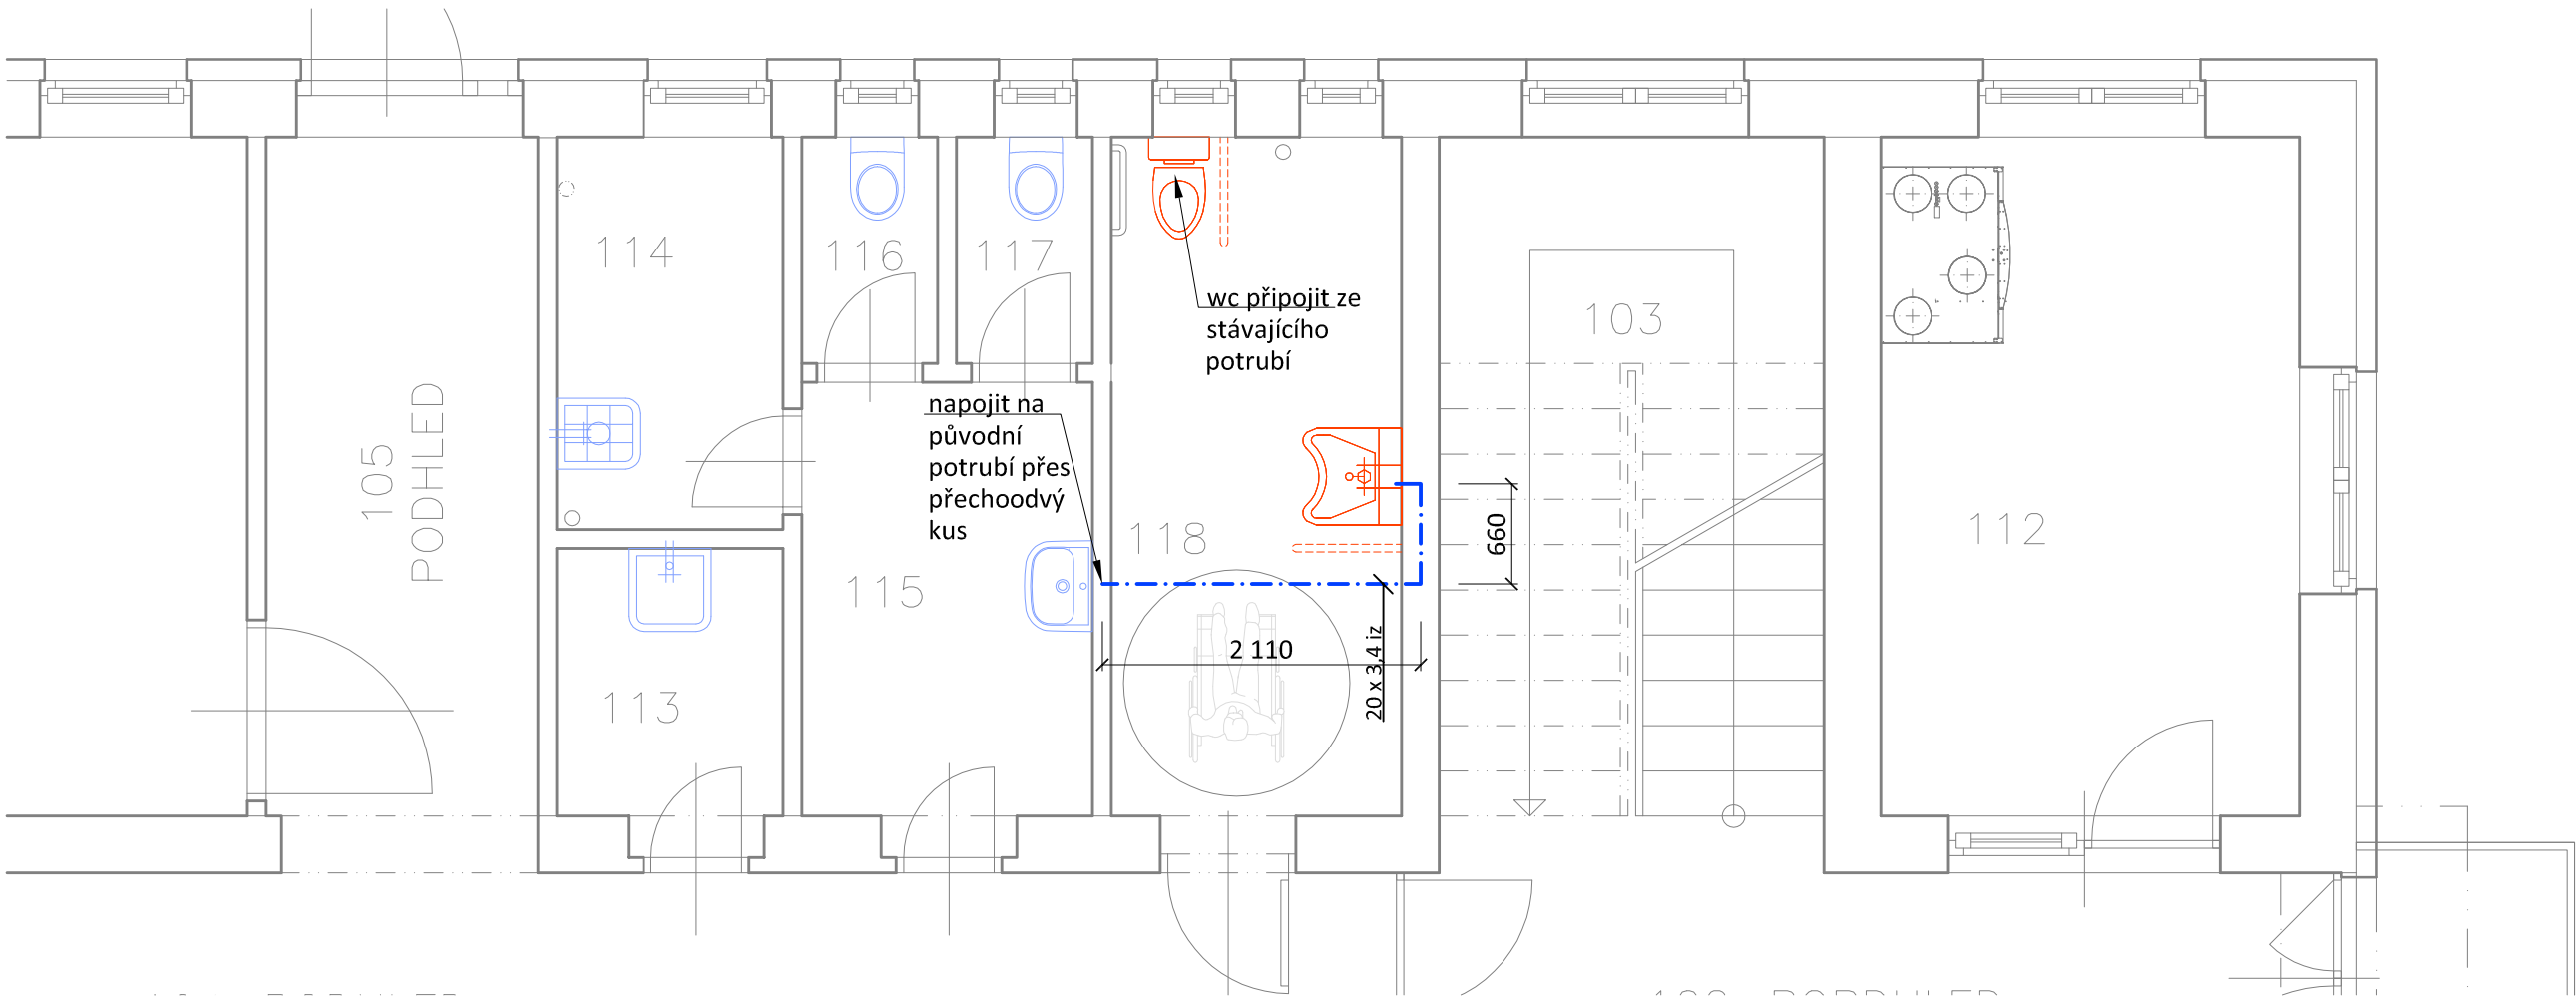 114
116
117
wc připojit ze
stávajícího
potrubí
103
105
PODHLED
napojit na
původní
potrubí přes
přechoodvý
kus
118
660
112
115
113
2 110
20 x 3,4 iz